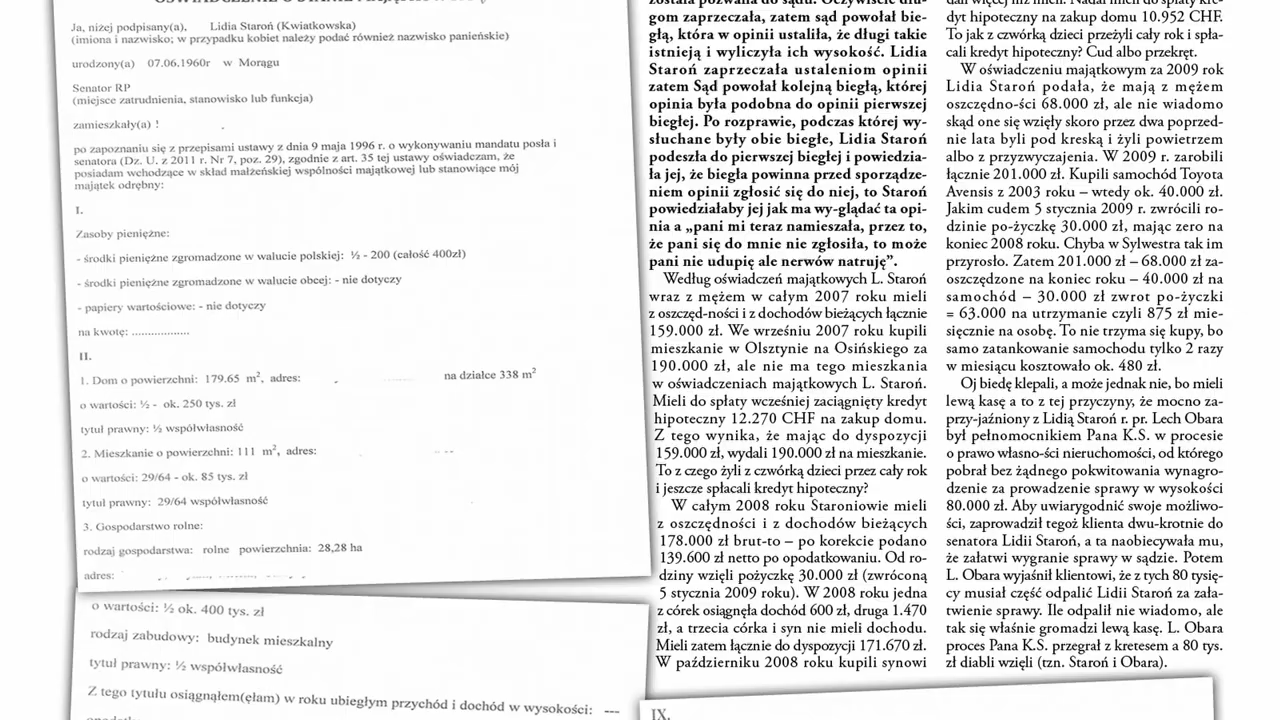 OŚWIADCZENIE O STANIE
Ja, niżej podpisany(a), Lidia Staroń (Kwiatkowska)
(imiona i nazwisko; w przypadku kobiet należy podać również nazwisko panieńskie)
urodzony(a) 07.06.1960r w Morągu
Senator RP
(miejsce zatrudnienia, stanowisko lub funkcja)
zamieszkały(a)
po zapoznaniu się z przepisami ustawy z dnia 9 maja 1996 r. o wykonywaniu mandatu posła i
senatora (Dz. U. z 2011 r. Nr 7, poz. 29), zgodnie z art. 35 tej ustawy oświadczam, że
posiadam wchodzące w skład małżeńskiej wspólności majątkowej lub stanowiące mój
majątek odrębny:
I.
Zasoby pieniężne:
- środki pieniężne zgromadzone w walucie polskiej: ½ - 200 (całość 400zł)
- środki pieniężne zgromadzone w walucie obcej: - nie dotyczy
- papiery wartościowe: - nie dotyczy
na kwotę: ...................
II.
1. Dom o powierzchni: 179.65 m², adres: na działce 338 m²
o wartości: ½ - ok. 250 tys. zł
tytuł prawny: ½ współwłasność
2. Mieszkanie o powierzchni: 111 m², adres:
o wartości: 29/64 - ok. 85 tys. zł
tytuł prawny: 29/64 współwłasność
3. Gospodarstwo rolne:
rodzaj gospodarstwa: rolne powierzchnia: 28,28 ha
adres:
o wartości: ½ ok. 400 tys. zł
rodzaj zabudowy: budynek mieszkalny
tytuł prawny: ½ współwłasność
Z tego tytułu osiągnąłem(ęłam) w roku ubiegłym przychód i dochód w wysokości: ---
została pozwana do sądu. Oczywiście dłu-
gom zaprzeczała, zatem sąd powołał bie-
głą, która w opinii ustaliła, że długi takie
istnieją i wyliczyła ich wysokość. Lidia
Staroń zaprzeczała ustaleniom opinii
zatem Sąd powołał kolejną biegłą, której
opinia była podobna do opinii pierwszej
biegłej. Po rozprawie, podczas której wy-
słuchane były obie biegłe, Lidia Staroń
podeszła do pierwszej biegłej i powiedzia-
ła jej, że biegła powinna przed sporządze-
niem opinii zgłosić się do niej, to Staroń
powiedziałaby jej jak ma wy-glądać ta opi-
nia a „pani mi teraz namieszała, przez to,
że pani się do mnie nie zgłosiła, to może
pani nie udupię ale nerwów natruję”.
Według oświadczeń majątkowych L. Staroń
wraz z mężem w całym 2007 roku mieli
z oszczęd-ności i z dochodów bieżących łącznie
159.000 zł. We wrześniu 2007 roku kupili
mieszkanie w Olsztynie na Osińskiego za
190.000 zł, ale nie ma tego mieszkania
w oświadczeniach majątkowych L. Staroń.
Mieli do spłaty wcześniej zaciągnięty kredyt
hipoteczny 12.270 CHF na zakup domu.
Z tego wynika, że mając do dyspozycji
159.000 zł, wydali 190.000 zł na mieszkanie.
To z czego żyli z czwórką dzieci przez cały rok
i jeszcze spłacali kredyt hipoteczny?
W całym 2008 roku Staroniowie mieli
z oszczędności i z dochodów bieżących
178.000 zł brut-to – po korekcie podano
139.600 zł netto po opodatkowaniu. Od ro-
dziny wzięli pożyczkę 30.000 zł (zwróconą
5 stycznia 2009 roku). W 2008 roku jedna
z córek osiągnęła dochód 600 zł, druga 1.470
zł, a trzecia córka i syn nie mieli dochodu.
Mieli zatem łącznie do dyspozycji 171.670 zł.
W październiku 2008 roku kupili synowi
dali więcej niż mieli. Nadal mieli do spłaty kre-
dyt hipoteczny na zakup domu 10.952 CHF.
To jak z czwórką dzieci przeżyli cały rok i spła-
cali kredyt hipoteczny? Cud albo przekręt.
W oświadczeniu majątkowym za 2009 rok
Lidia Staroń podała, że mają z mężem
oszczędno-ści 68.000 zł, ale nie wiadomo
skąd one się wzięły skoro przez dwa poprzed-
nie lata byli pod kreską i żyli powietrzem
albo z przyzwyczajenia. W 2009 r. zarobili
łącznie 201.000 zł. Kupili samochód Toyota
Avensis z 2003 roku – wtedy ok. 40.000 zł.
Jakim cudem 5 stycznia 2009 r. zwrócili ro-
dzinie po-życzkę 30.000 zł, mając zero na
koniec 2008 roku. Chyba w Sylwestra tak im
przyrosło. Zatem 201.000 zł – 68.000 zł za-
oszczędzone na koniec roku – 40.000 zł na
samochód – 30.000 zł zwrot po-życzki
= 63.000 na utrzymanie czyli 875 zł mie-
sięcznie na osobę. To nie trzyma się kupy, bo
samo zatankowanie samochodu tylko 2 razy
w miesiącu kosztowało ok. 480 zł.
Oj biedę klepali, a może jednak nie, bo mieli
lewą kasę a to z tej przyczyny, że mocno za-
przy-jaźniony z Lidią Staroń r. pr. Lech Obara
był pełnomocnikiem Pana K.S. w procesie
o prawo własno-ści nieruchomości, od którego
pobrał bez żadnego pokwitowania wynagro-
dzenie za prowadzenie sprawy w wysokości
80.000 zł. Aby uwiarygodnić swoje możliwo-
ści, zaprowadził tegoż klienta dwu-krotnie do
senatora Lidii Staroń, a ta naobiecywała mu,
że załatwi wygranie sprawy w sądzie. Potem
L. Obara wyjaśnił klientowi, że z tych 80 tysię-
cy musiał część odpalić Lidii Staroń za zała-
twienie sprawy. Ile odpalił nie wiadomo, ale
tak się właśnie gromadzi lewą kasę. L. Obara
proces Pana K.S. przegrał z kretesem a 80 tys.
zł diabli wzięli (tzn. Staroń i Obara).
IX.